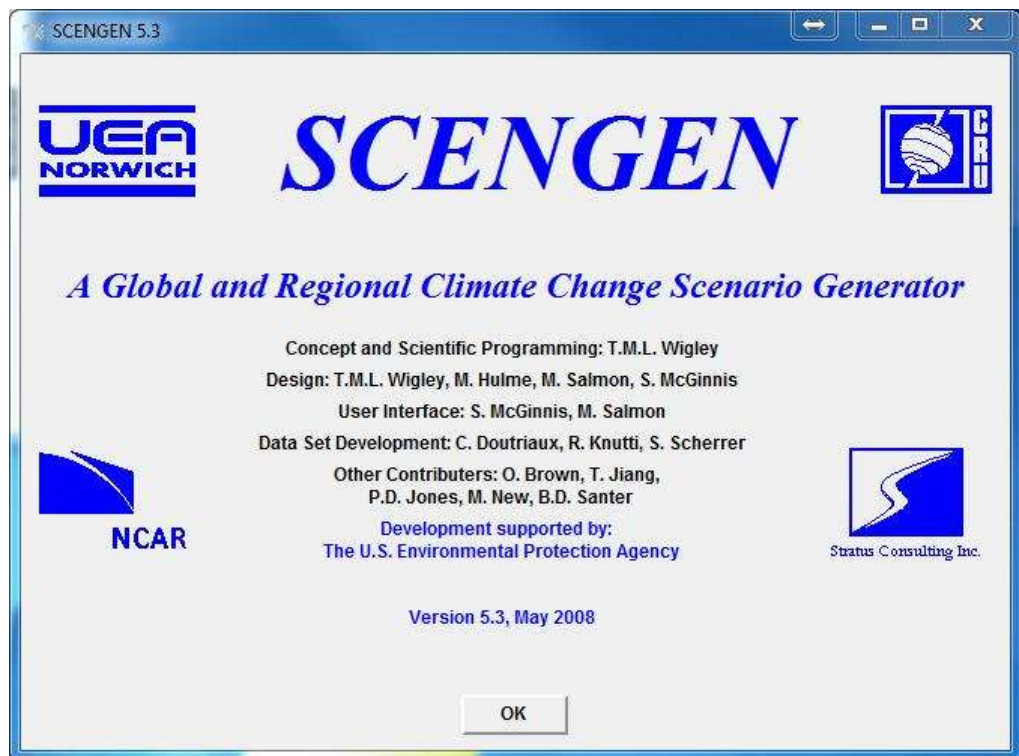 SCENGEN 5.3
UEA
NORWICH
SCENGEN
CRU
A Global and Regional Climate Change Scenario Generator
Concept and Scientific Programming: T.M.L. Wigley
Design: T.M.L. Wigley, M. Hulme, M. Salmon, S. McGinnis
User Interface: S. McGinnis, M. Salmon
Data Set Development: C. Doutriaux, R. Knutti, S. Scherrer
Other Contributers: O. Brown, T. Jiang,
P.D. Jones, M. New, B.D. Santer
Development supported by:
The U.S. Environmental Protection Agency
NCAR
Stratus Consulting Inc.
Version 5.3, May 2008
OK